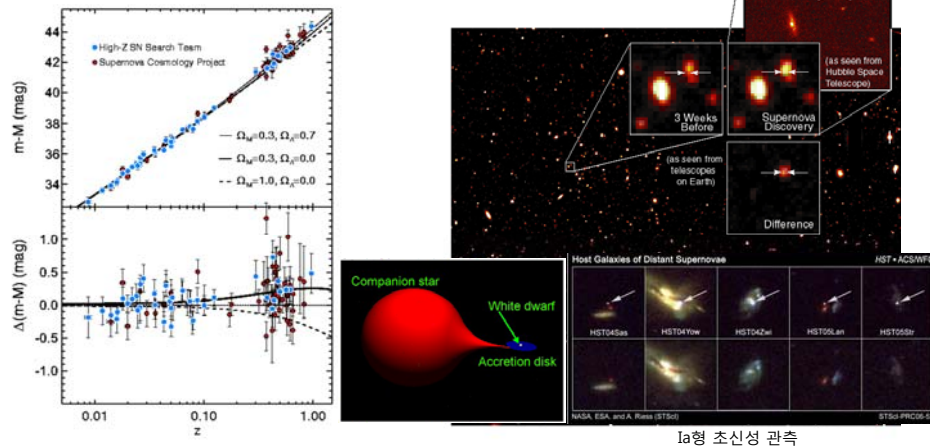 44
42
40
38
36
34
m-M (mag)
High-Z SN Search Team
Supernova Cosmology Project
Ω_M=0.3, Ω_Λ=0.7
Ω_M=0.3, Ω_Λ=0.0
Ω_M=1.0, Ω_Λ=0.0
1.0
0.5
0.0
-0.5
-1.0
Δ(m-M) (mag)
0.01
0.10
1.00
z
(as seen from
Hubble Space
Telescope)
3 Weeks
Before
Supernova
Discovery
(as seen from
telescopes
on Earth)
Difference
Companion star
White dwarf
Accretion disk
Host Galaxies of Distant Supernovae
HST • ACS/WFC
HST04Sas
HST04Yow
HST04Zwi
HST05Lan
HST05Str
NASA, ESA, and A. Riess (STScI)
Ia형 초신성 관측